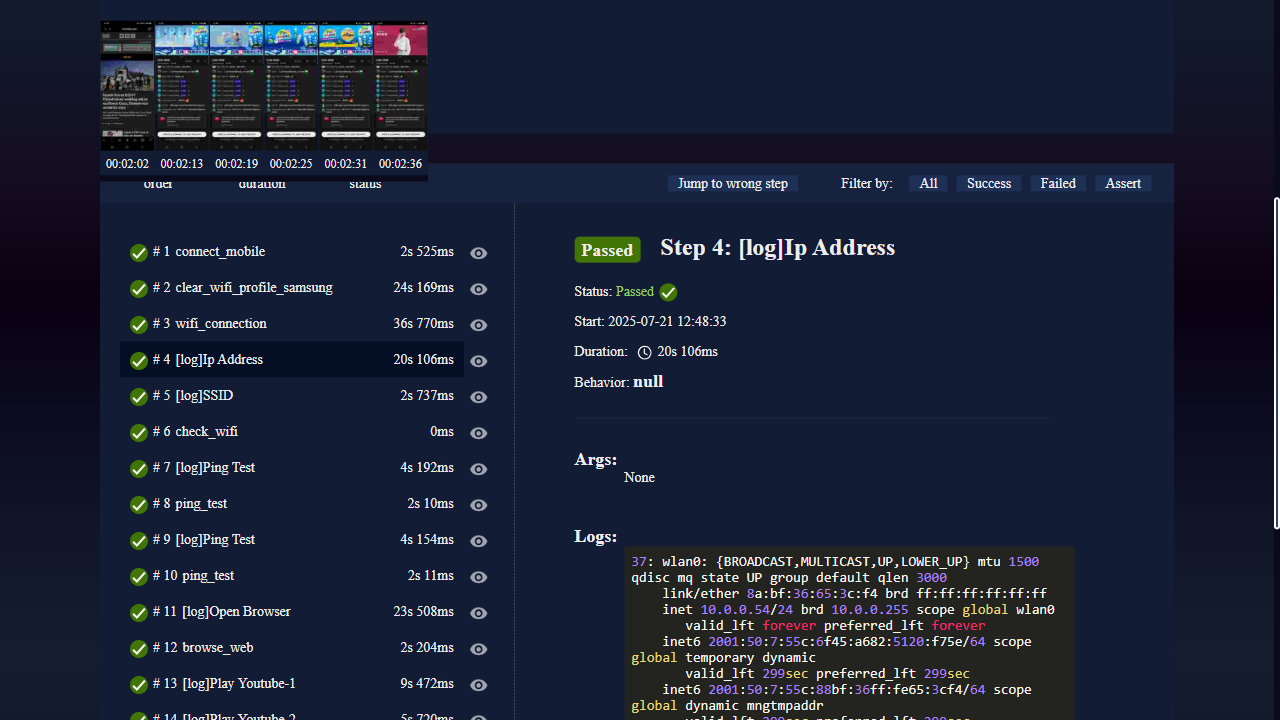 00:02:02 00:02:13 00:02:19 00:02:25 00:02:31 00:02:36
order duration status
Jump to wrong step Filter by: All Success Failed Assert
# 1 connect_mobile 2s 525ms
# 2 clear_wifi_profile_samsung 24s 169ms
# 3 wifi_connection 36s 770ms
# 4 [log]Ip Address 20s 106ms
# 5 [log]SSID 2s 737ms
# 6 check_wifi 0ms
# 7 [log]Ping Test 4s 192ms
# 8 ping_test 2s 10ms
# 9 [log]Ping Test 4s 154ms
# 10 ping_test 2s 11ms
# 11 [log]Open Browser 23s 508ms
# 12 browse_web 2s 204ms
# 13 [log]Play Youtube-1 9s 472ms
# 14 [log]Play Youtube-2 5s 720ms
Passed Step 4: [log]Ip Address
Status: Passed
Start: 2025-07-21 12:48:33
Duration: 20s 106ms
Behavior: null
Args:
None
Logs:
37: wlan0: {BROADCAST,MULTICAST,UP,LOWER_UP} mtu 1500
qdisc mq state UP group default qlen 3000
link/ether 8a:bf:36:65:3c:f4 brd ff:ff:ff:ff:ff:ff
inet 10.0.0.54/24 brd 10.0.0.255 scope global wlan0
valid_lft forever preferred_lft forever
inet6 2001:50:7:55c:6f45:a682:5120:f75e/64 scope
global temporary dynamic
valid_lft 299sec preferred_lft 299sec
inet6 2001:50:7:55c:88bf:36ff:fe65:3cf4/64 scope
global dynamic mngtmpaddr
valid_lft 299sec preferred_lft 299sec